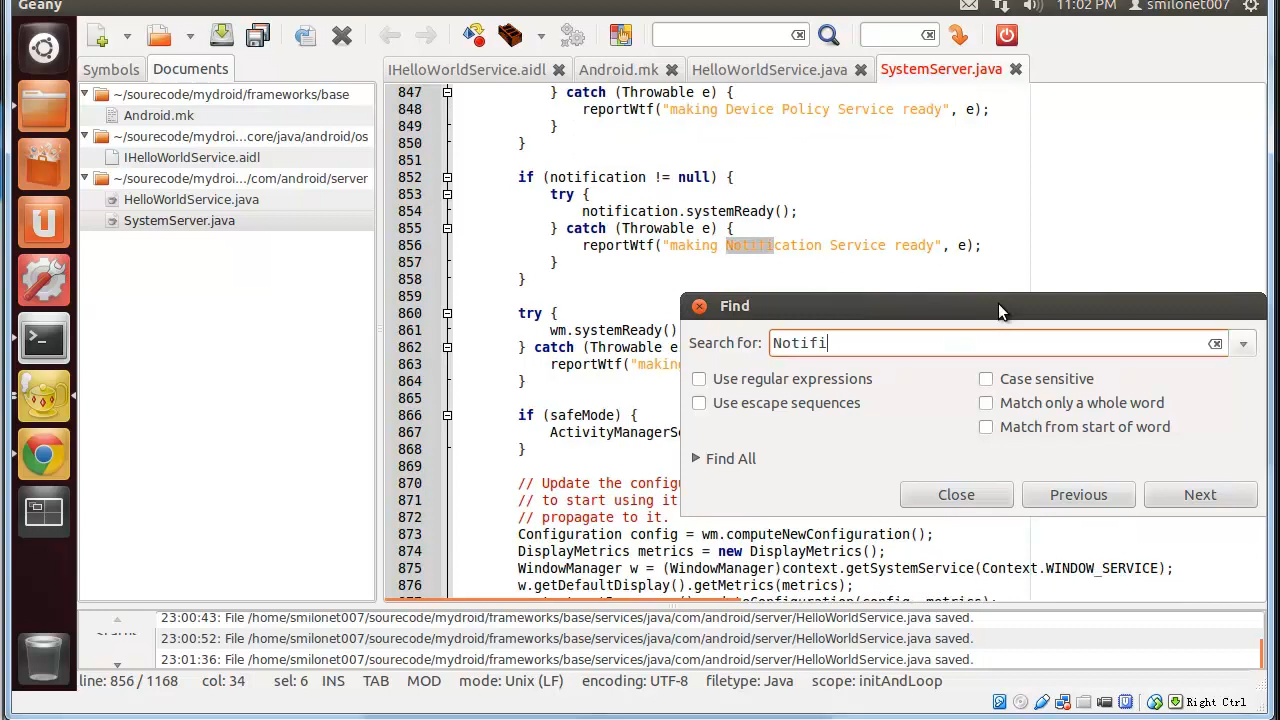 Geany
11:02 PM
smilonet007
Symbols
Documents
IHelloWorldService.aidl
Android.mk
HelloWorldService.java
SystemServer.java
~/sourecode/mydroid/frameworks/base
Android.mk
~/sourecode/mydroi...core/java/android/os
IHelloWorldService.aidl
~/sourecode/mydroi.../com/android/server
HelloWorldService.java
SystemServer.java
847 } catch (Throwable e) {
848 reportWtf("making Device Policy Service ready", e);
849 }
850 }
851
852 if (notification != null) {
853 try {
854 notification.systemReady();
855 } catch (Throwable e) {
856 reportWtf("making Notification Service ready", e);
857 }
858 }
859
860 try {
861 wm.systemReady()
862 } catch (Throwable e
863 reportWtf("making
864 }
865
866 if (safeMode) {
867 ActivityManagerSe
868 }
869
870 // Update the configu
871 // to start using it
872 // propagate to it.
873 Configuration config = wm.computeNewConfiguration();
874 DisplayMetrics metrics = new DisplayMetrics();
875 WindowManager w = (WindowManager)context.getSystemService(Context.WINDOW_SERVICE);
876 w.getDefaultDisplay().getMetrics(metrics);
Find
Search for: Notifi
Use regular expressions
Case sensitive
Use escape sequences
Match only a whole word
Match from start of word
Find All
Close
Previous
Next
23:00:43: File /home/smilonet007/sourecode/mydroid/frameworks/base/services/java/com/android/server/HelloWorldService.java saved.
23:00:52: File /home/smilonet007/sourecode/mydroid/frameworks/base/services/java/com/android/server/HelloWorldService.java saved.
23:01:36: File /home/smilonet007/sourecode/mydroid/frameworks/base/services/java/com/android/server/HelloWorldService.java saved.
line: 856 / 1168 col: 34 sel: 6 INS TAB MOD mode: Unix (LF) encoding: UTF-8 filetype: Java scope: initAndLoop
Right Ctrl